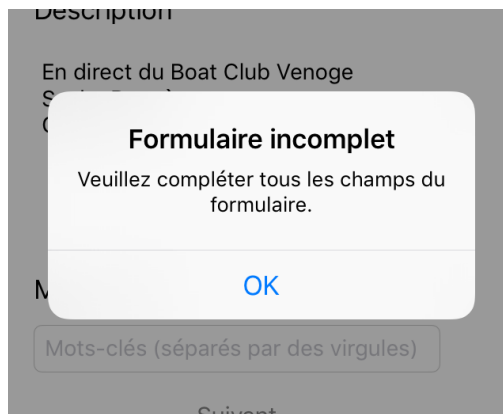 Description
En direct du Boat Club Venoge
Formulaire incomplet
Veuillez compléter tous les champs du
formulaire.
OK
Mots-clés (séparés par des virgules)
Suivant